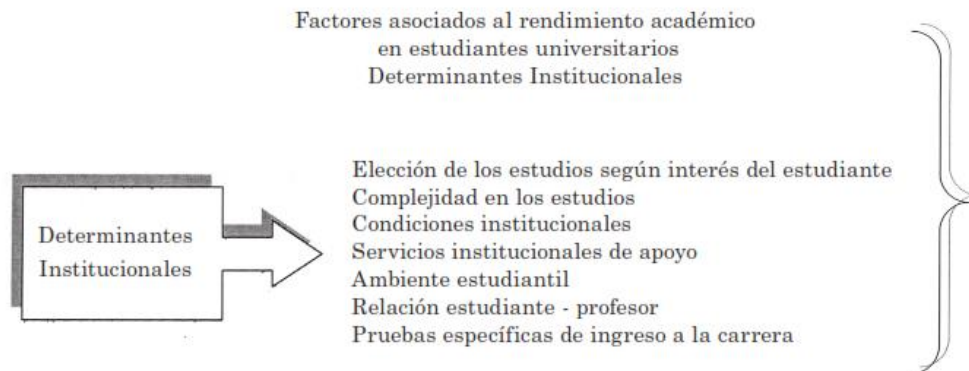 Factores asociados al rendimiento académico
en estudiantes universitarios
Determinantes Institucionales
Determinantes
Institucionales
Elección de los estudios según interés del estudiante
Complejidad en los estudios
Condiciones institucionales
Servicios institucionales de apoyo
Ambiente estudiantil
Relación estudiante - profesor
Pruebas específicas de ingreso a la carrera